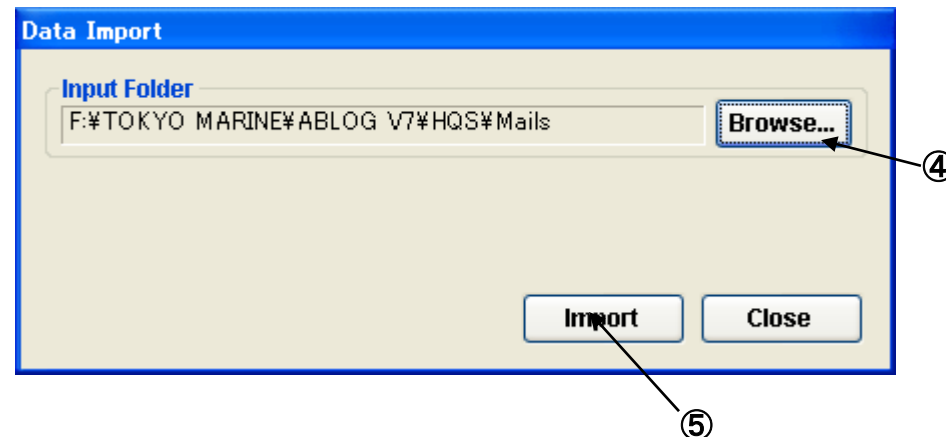 Data Import
Input Folder
F:¥TOKYO MARINE¥ABLOG V7¥HQS¥Mails
Browse...
④
Import
Close
⑤